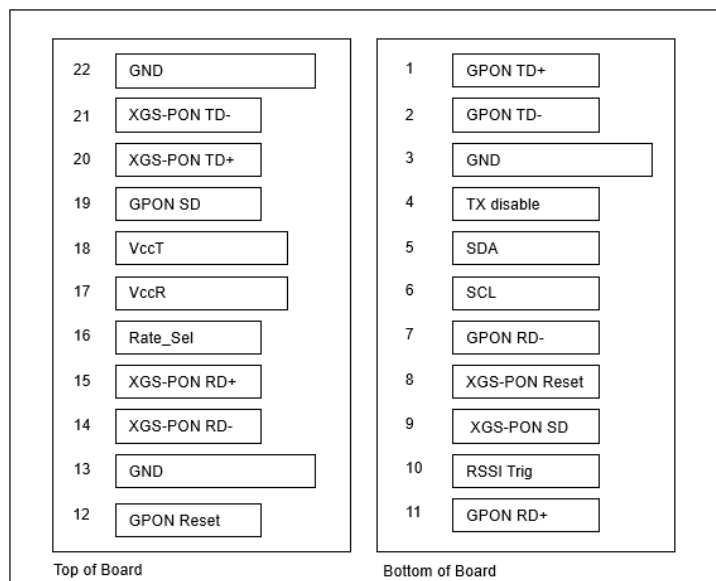 22 GND
21 XGS-PON TD-
20 XGS-PON TD+
19 GPON SD
18 VccT
17 VccR
16 Rate_Sel
15 XGS-PON RD+
14 XGS-PON RD-
13 GND
12 GPON Reset
Top of Board
1 GPON TD+
2 GPON TD-
3 GND
4 TX disable
5 SDA
6 SCL
7 GPON RD-
8 XGS-PON Reset
9 XGS-PON SD
10 RSSI Trig
11 GPON RD+
Bottom of Board